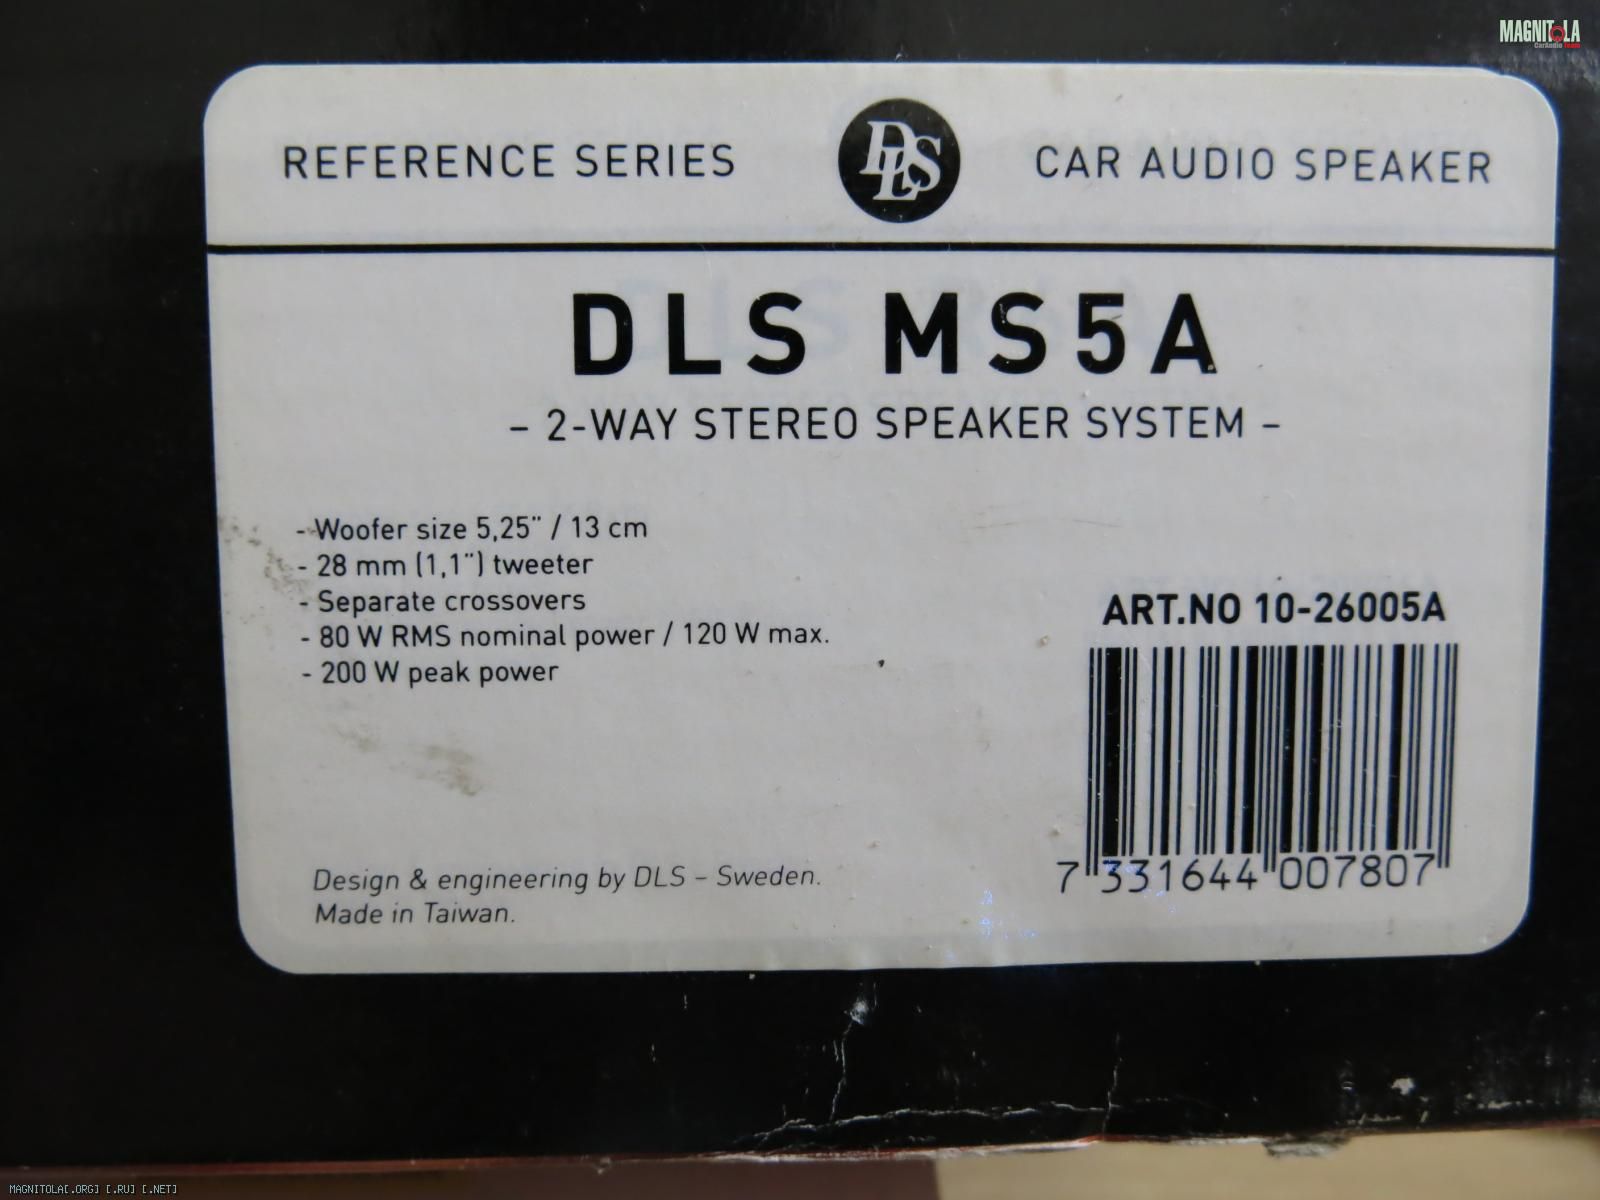 MAGNITOLA
CarAudio Team
REFERENCE SERIES
DLS
CAR AUDIO SPEAKER
DLS MS5A
– 2-WAY STEREO SPEAKER SYSTEM –
- Woofer size 5,25" / 13 cm
- 28 mm (1,1") tweeter
- Separate crossovers
- 80 W RMS nominal power / 120 W max.
- 200 W peak power
ART.NO 10-26005A
7 331644 007807
Design & engineering by DLS – Sweden.
Made in Taiwan.
MAGNITOLA[.ORG] [.RU] [.NET]